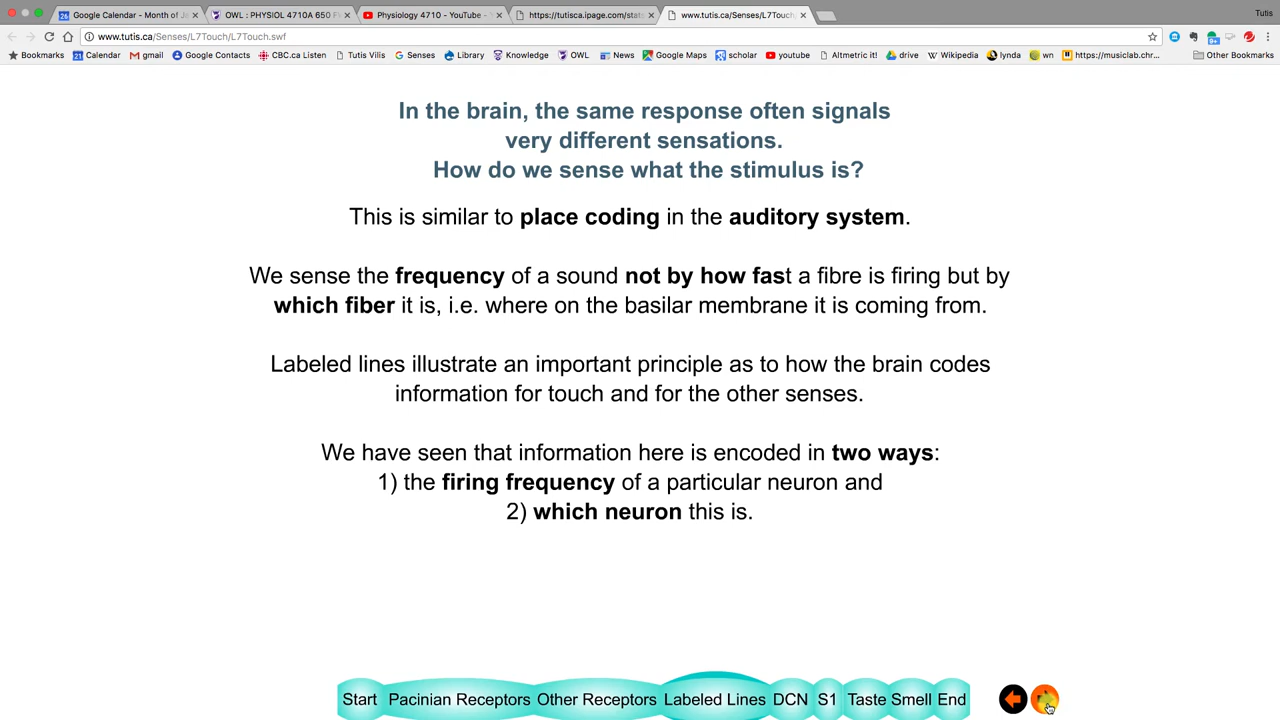 Google Calendar - Month of J
OWL : PHYSIOL 4710A 650 F
Physiology 4710 - YouTube -
https://tutisca.ipage.com/stats
www.tutis.ca/Senses/L7Touch/
Tutis
www.tutis.ca/Senses/L7Touch/L7Touch.swf
Bookmarks Calendar gmail Google Contacts CBC.ca Listen Tutis Vilis Senses Library Knowledge OWL News Google Maps scholar youtube Altmetric it! drive Wikipedia lynda wn https://musiclab.chr... Other Bookmarks
In the brain, the same response often signals
very different sensations.
How do we sense what the stimulus is?
This is similar to place coding in the auditory system.
We sense the frequency of a sound not by how fast a fibre is firing but by
which fiber it is, i.e. where on the basilar membrane it is coming from.
Labeled lines illustrate an important principle as to how the brain codes
information for touch and for the other senses.
We have seen that information here is encoded in two ways:
1) the firing frequency of a particular neuron and
2) which neuron this is.
Start Pacinian Receptors Other Receptors Labeled Lines DCN S1 Taste Smell End